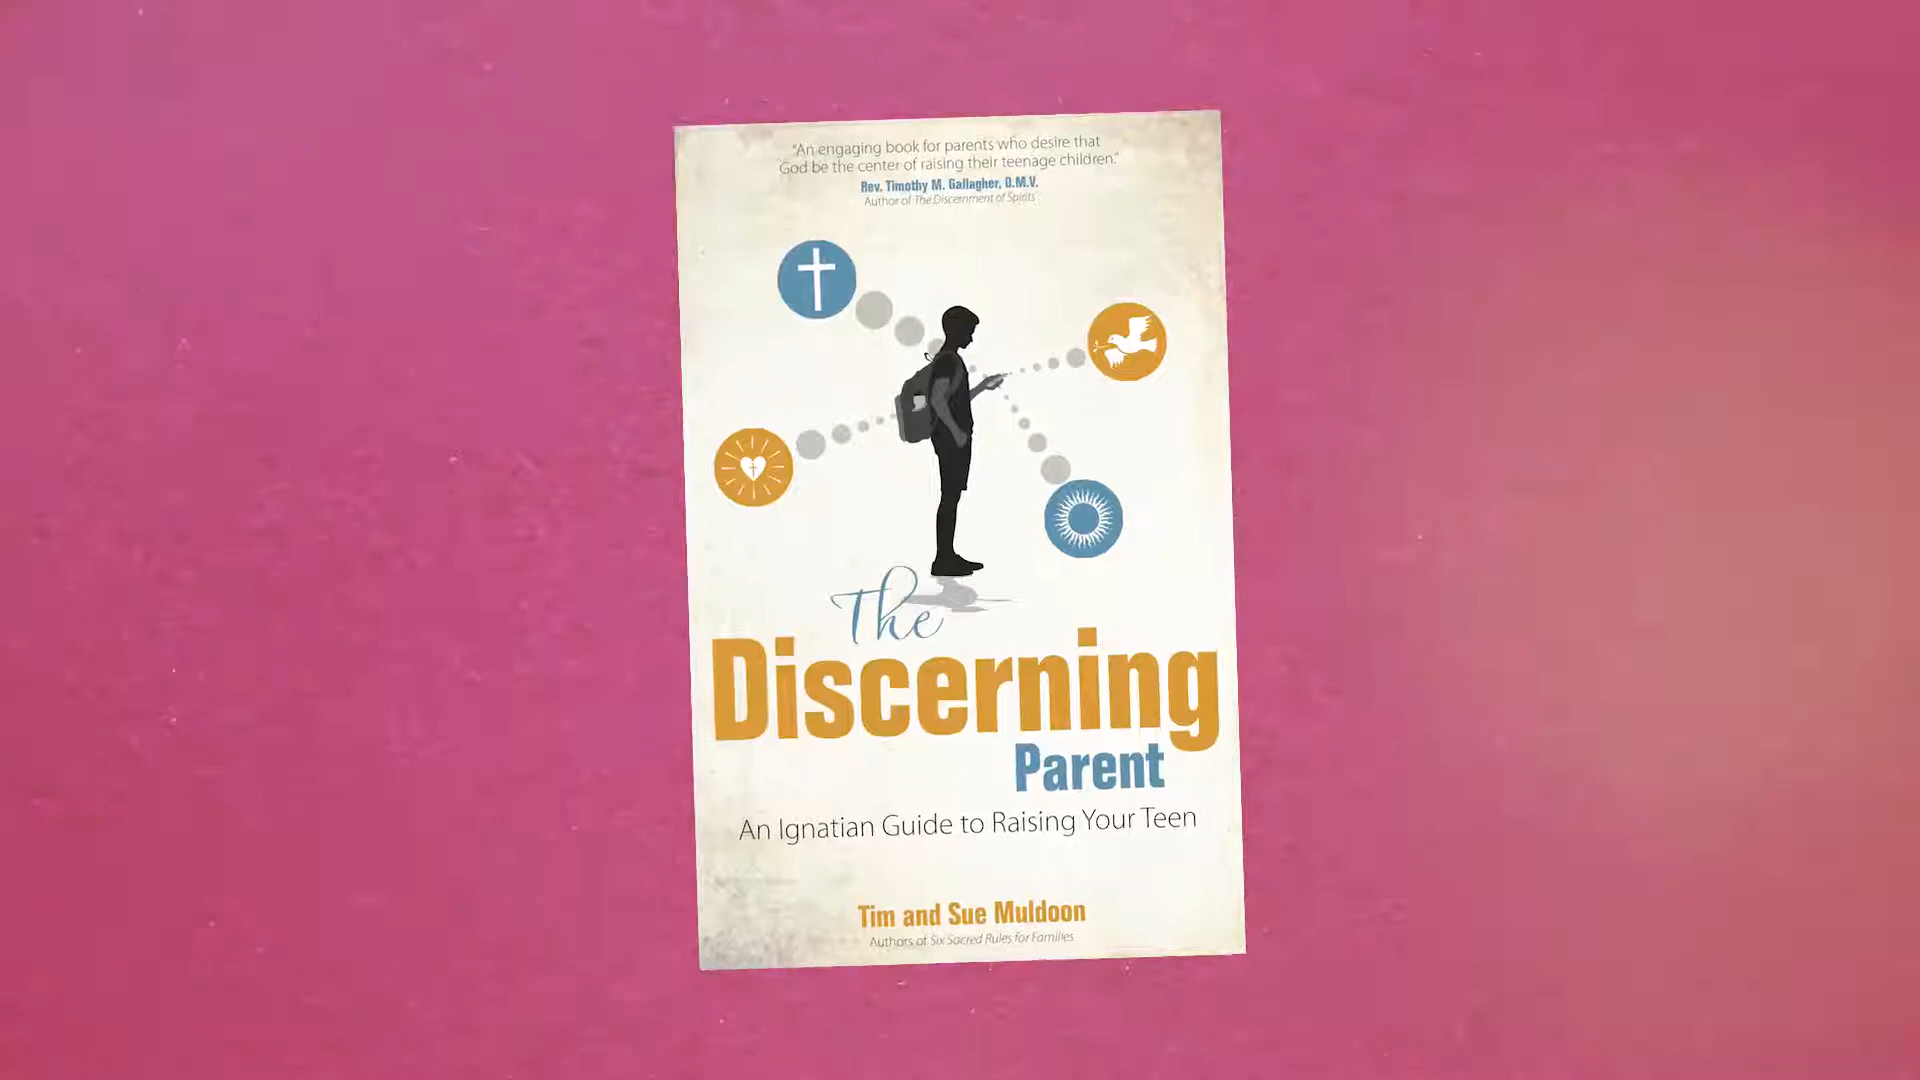 “An engaging book for parents who desire that
God be the center of raising their teenage children.”
Rev. Timothy M. Gallagher, O.M.V.
Author of The Discernment of Spirits
The
Discerning
Parent
An Ignatian Guide to Raising Your Teen
Tim and Sue Muldoon
Authors of Six Sacred Rules for Families